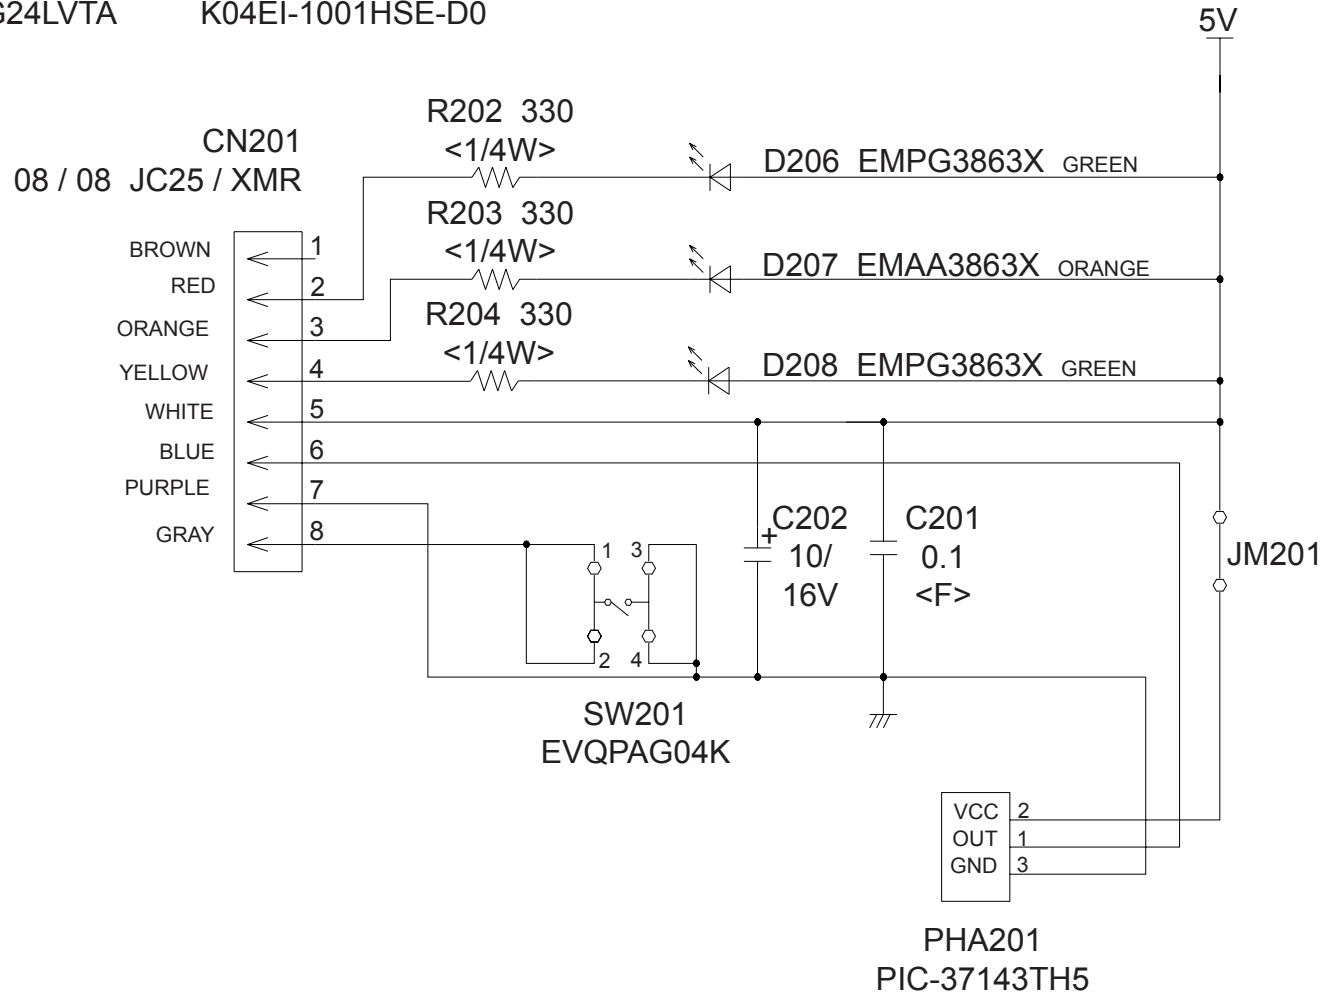 G24LVTA K04EI-1001HSE-D0
5V
R202 330
<1/4W>
CN201
08 / 08 JC25 / XMR
D206 EMPG3863X GREEN
R203 330
<1/4W>
D207 EMAA3863X ORANGE
R204 330
<1/4W>
D208 EMPG3863X GREEN
BROWN 1
RED 2
ORANGE 3
YELLOW 4
WHITE 5
BLUE 6
PURPLE 7
GRAY 8
1 3
2 4
SW201
EVQPAG04K
+
C202
10/
16V
C201
0.1
<F>
JM201
VCC 2
OUT 1
GND 3
PHA201
PIC-37143TH5